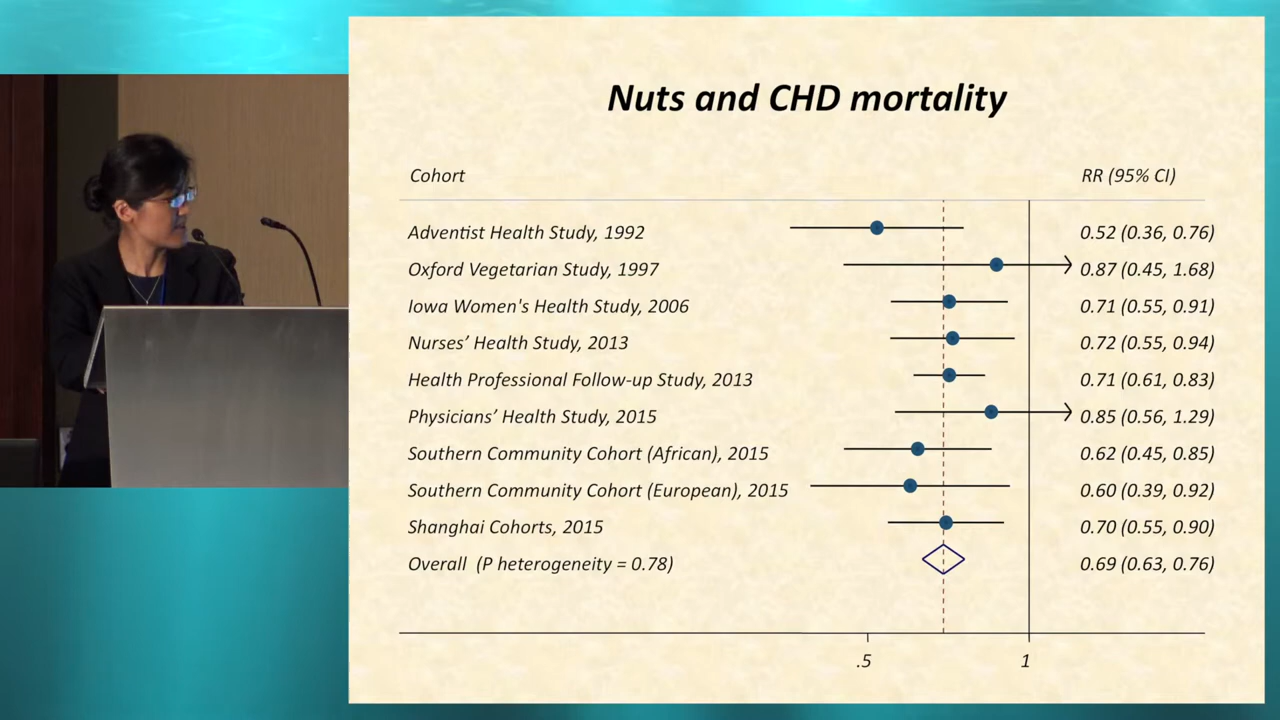 Nuts and CHD mortality
Cohort RR (95% CI)
Adventist Health Study, 1992 0.52 (0.36, 0.76)
Oxford Vegetarian Study, 1997 0.87 (0.45, 1.68)
Iowa Women's Health Study, 2006 0.71 (0.55, 0.91)
Nurses’ Health Study, 2013 0.72 (0.55, 0.94)
Health Professional Follow-up Study, 2013 0.71 (0.61, 0.83)
Physicians’ Health Study, 2015 0.85 (0.56, 1.29)
Southern Community Cohort (African), 2015 0.62 (0.45, 0.85)
Southern Community Cohort (European), 2015 0.60 (0.39, 0.92)
Shanghai Cohorts, 2015 0.70 (0.55, 0.90)
Overall (P heterogeneity = 0.78) 0.69 (0.63, 0.76)
.5 1